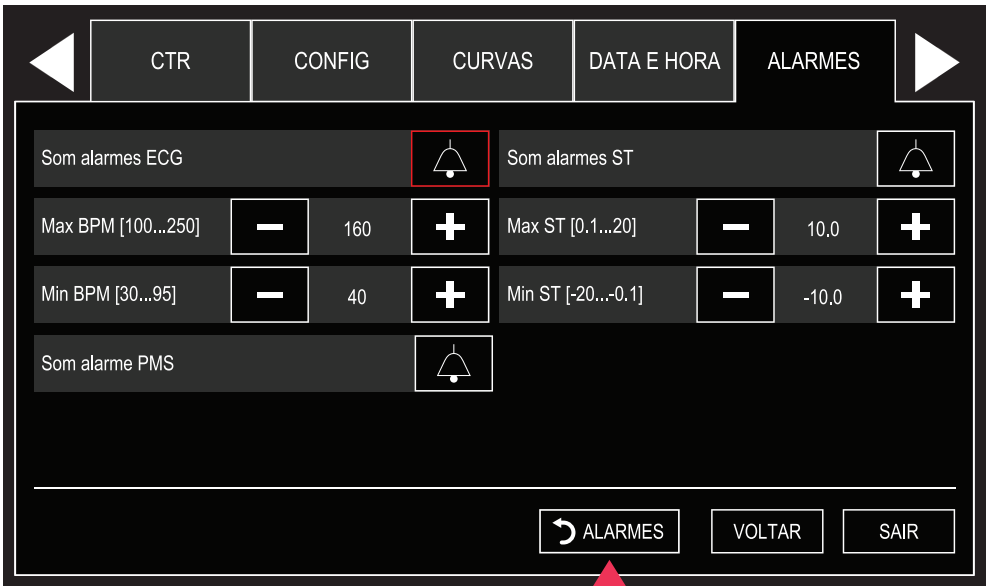 CTR CONFIG CURVAS DATA E HORA ALARMES
Som alarmes ECG Som alarmes ST
Max BPM [100...250] 160 Max ST [0.1...20] 10.0
Min BPM [30...95] 40 Min ST [-20...-0.1] -10.0
Som alarme PMS
ALARMES VOLTAR SAIR